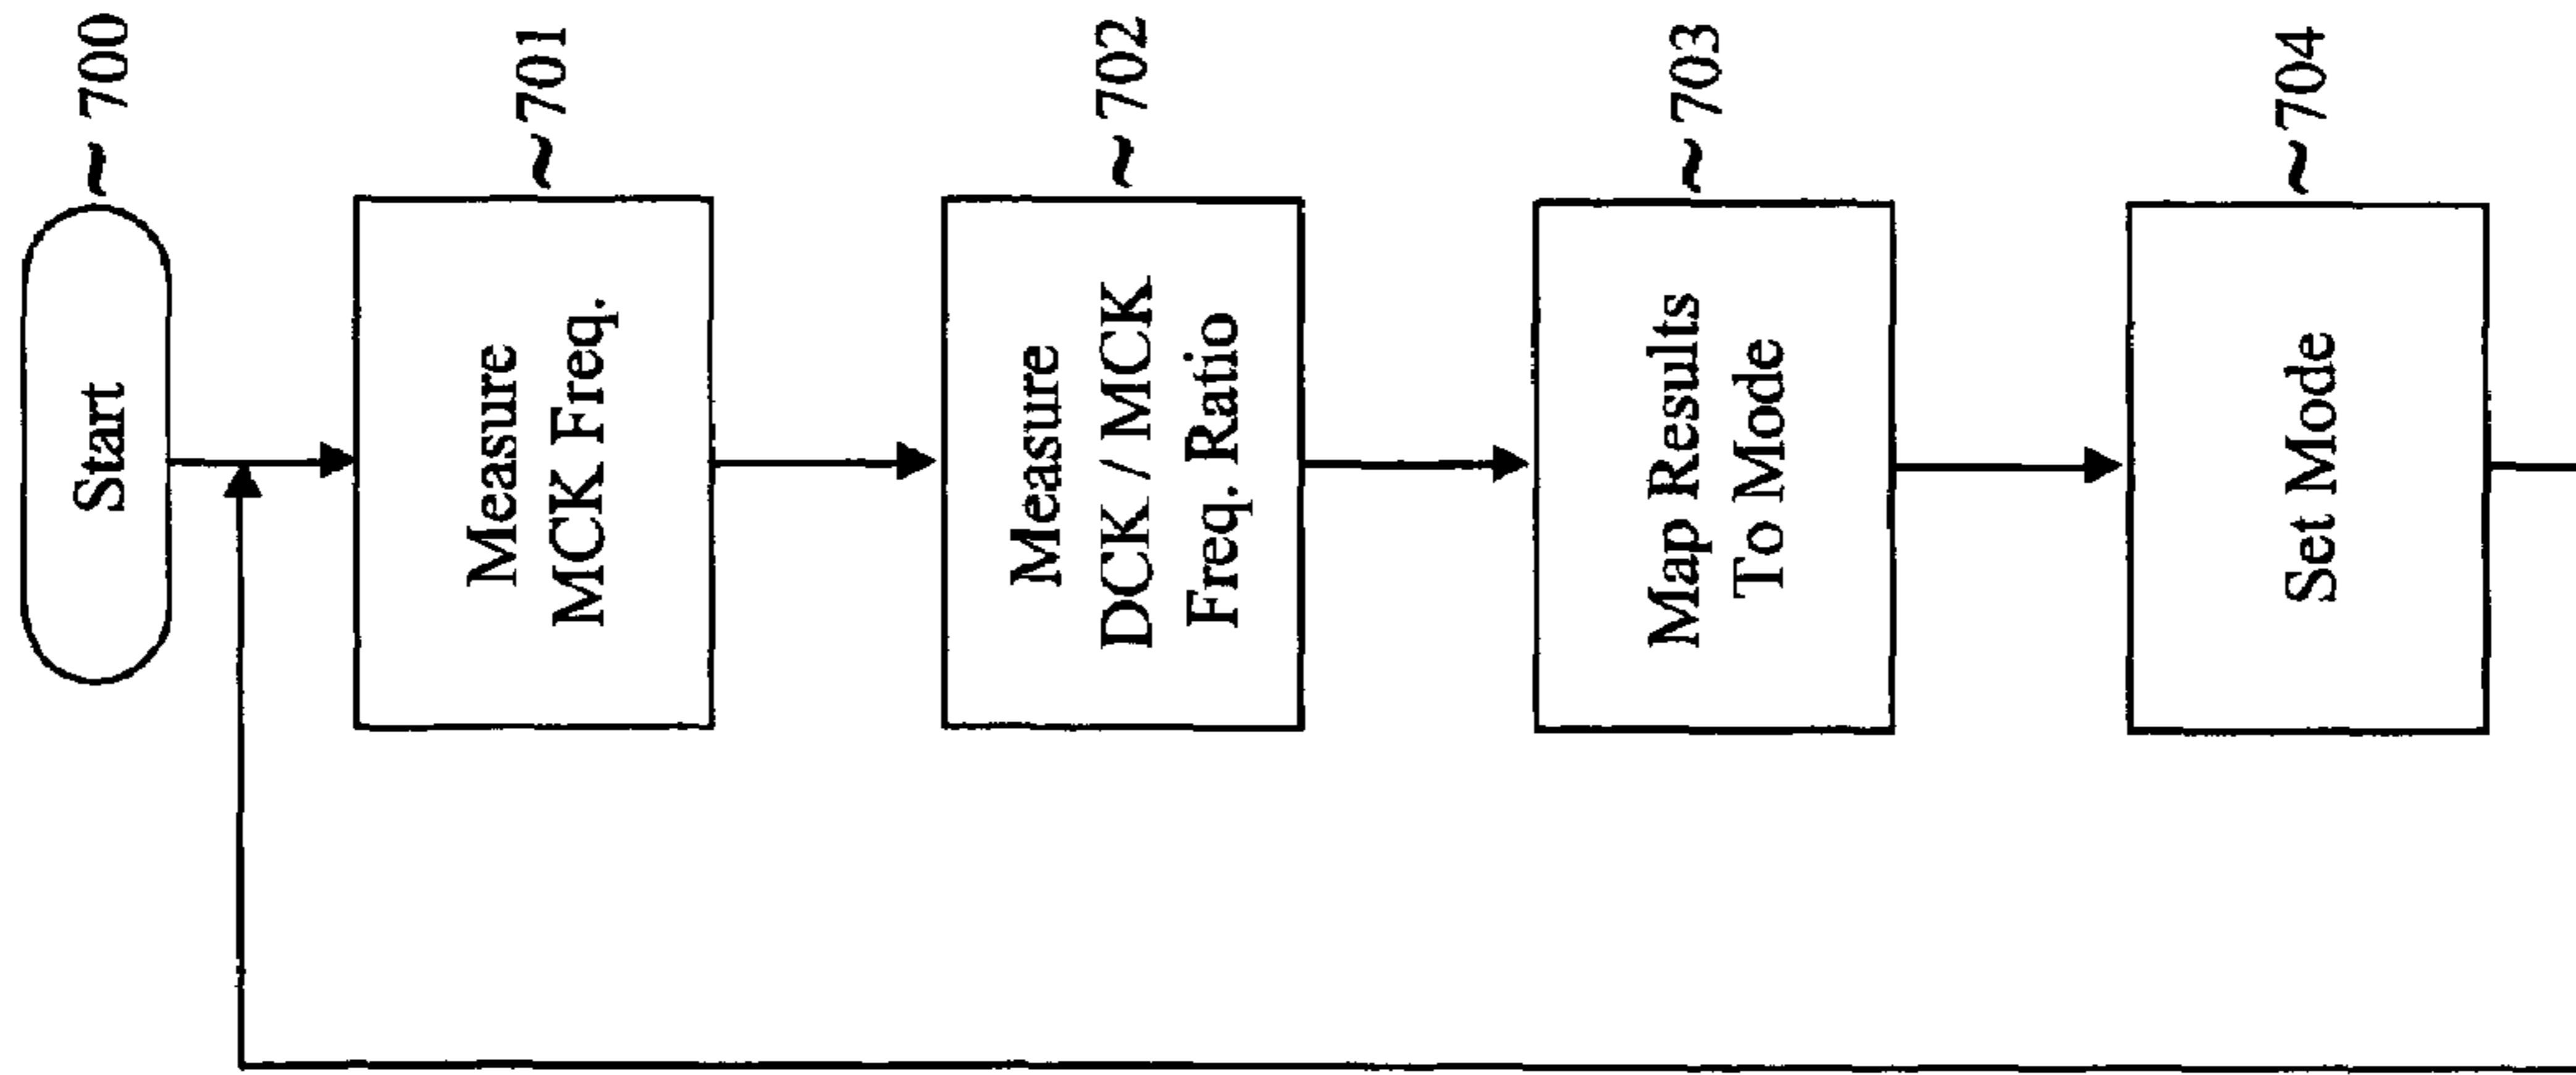 Start
~ 700
Measure
MCK Freq.
~701
Measure
DCK / MCK
Freq. Ratio
~702
Map Results
To Mode
~703
Set Mode
~704